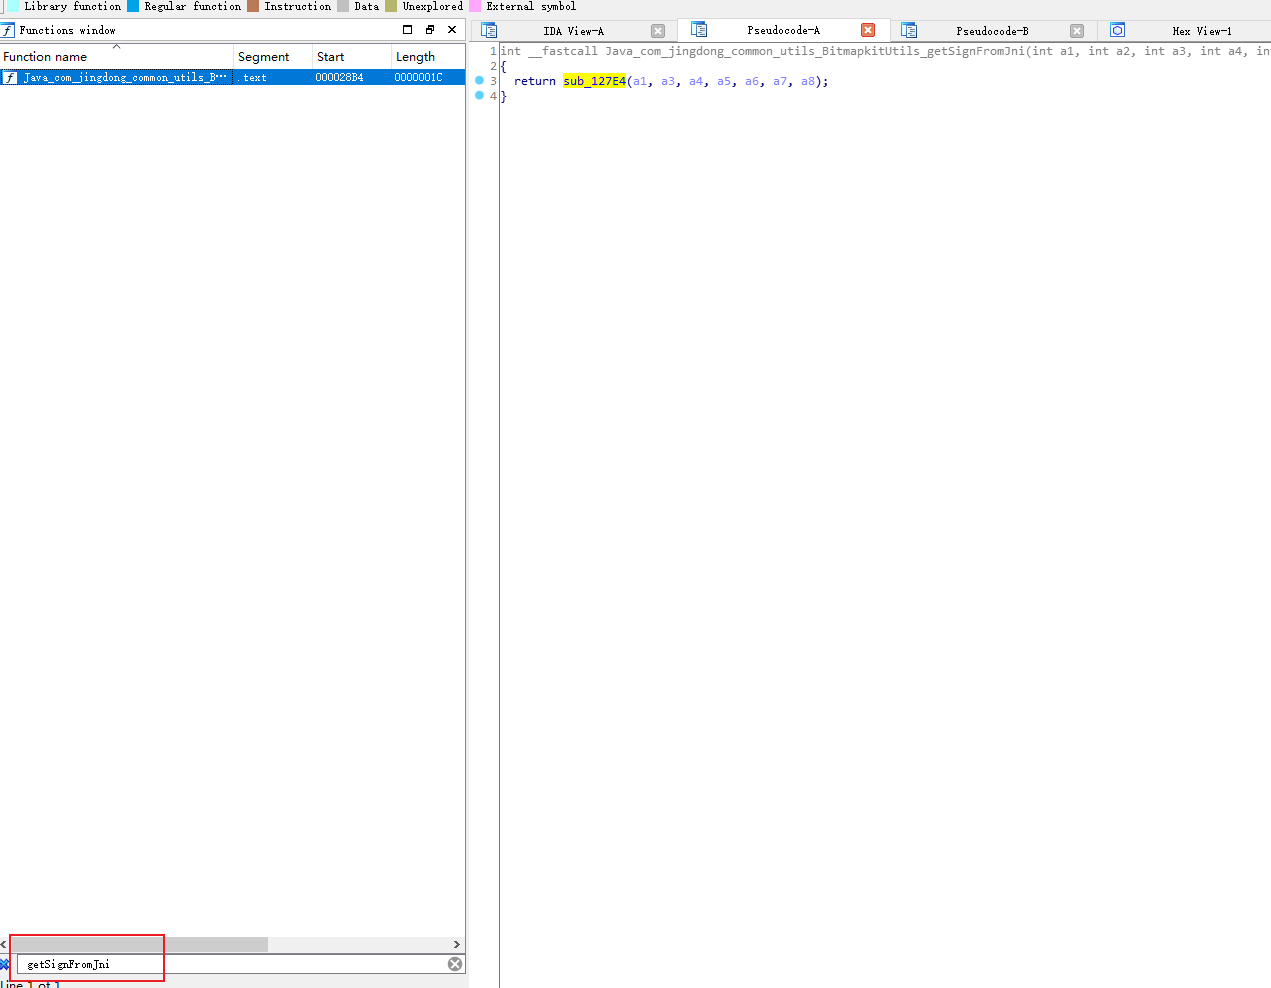 Library function Regular function Instruction Data Unexplored External symbol
Functions window
Function name Segment Start Length
f Java_com_jingdong_common_utils_B··· .text 000028B4 0000001C
getSignFromJni
Line 1 of 1
IDA View-A Pseudocode-A Pseudocode-B Hex View-1
1 int __fastcall Java_com_jingdong_common_utils_BitmapkitUtils_getSignFromJni(int a1, int a2, int a3, int a4, in
2 {
3 return sub_127E4(a1, a3, a4, a5, a6, a7, a8);
4 }